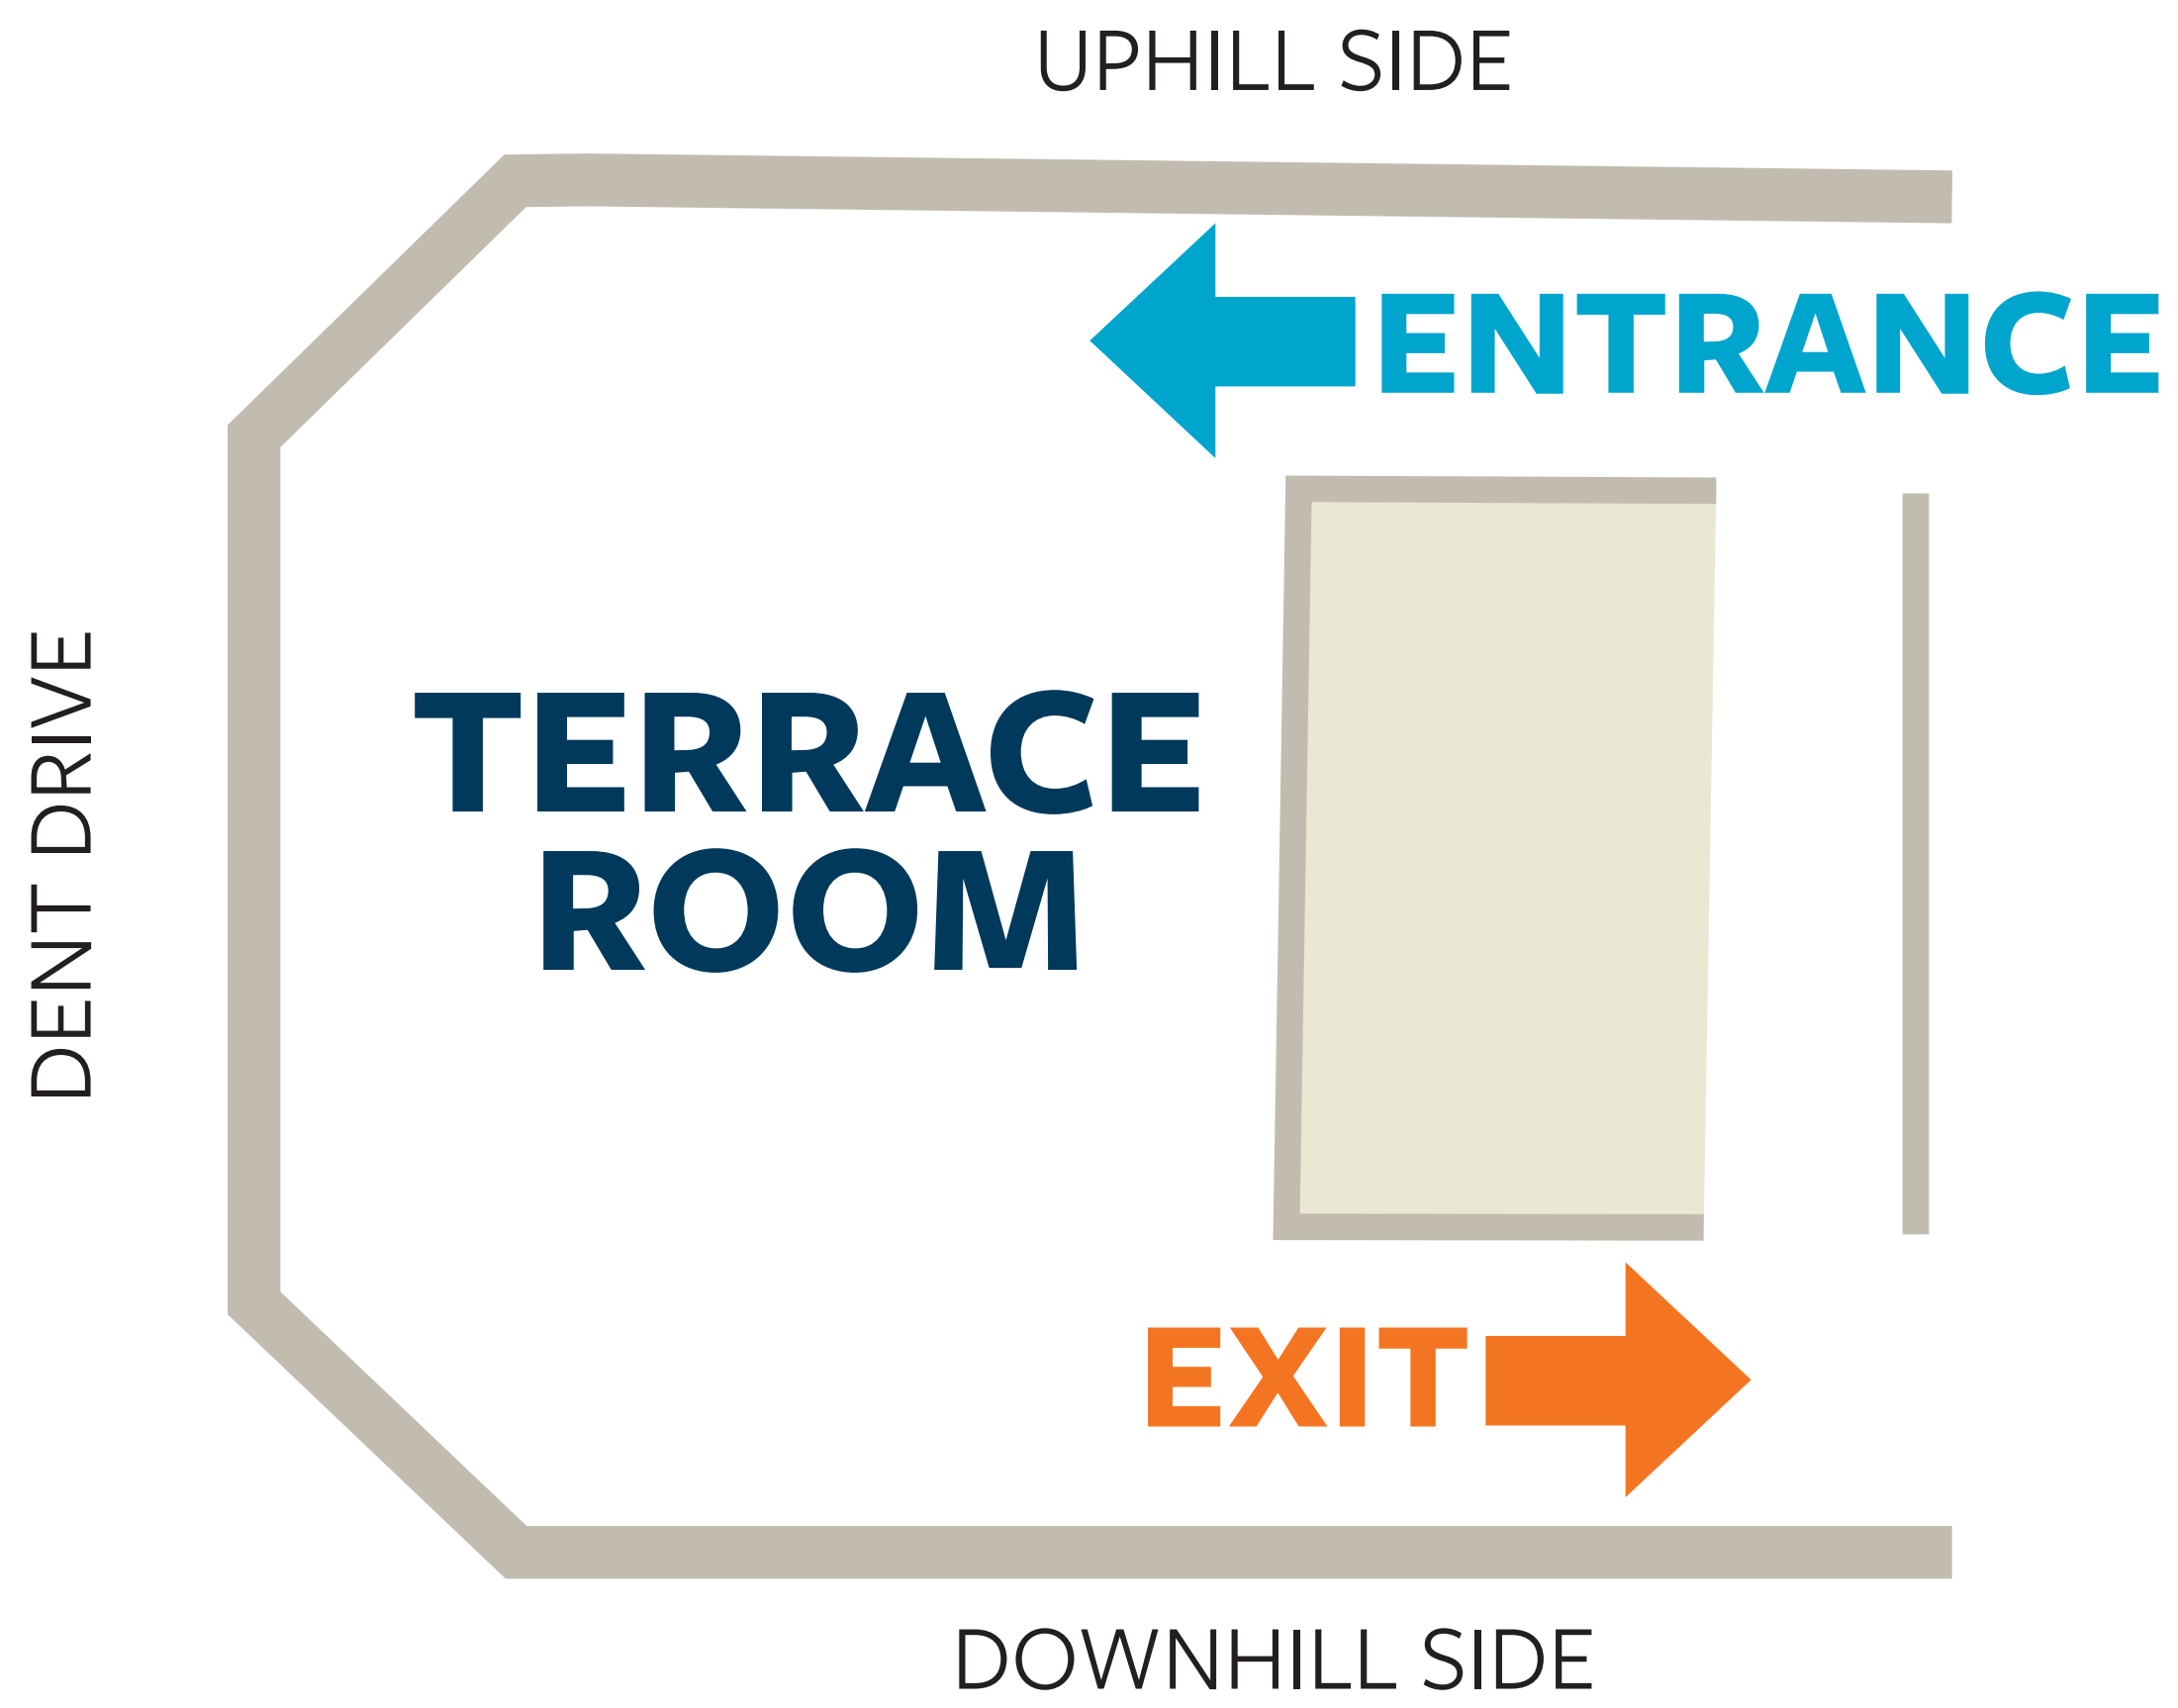 UPHILL SIDE
ENTRANCE
DENT DRIVE
TERRACE
ROOM
EXIT
DOWNHILL SIDE